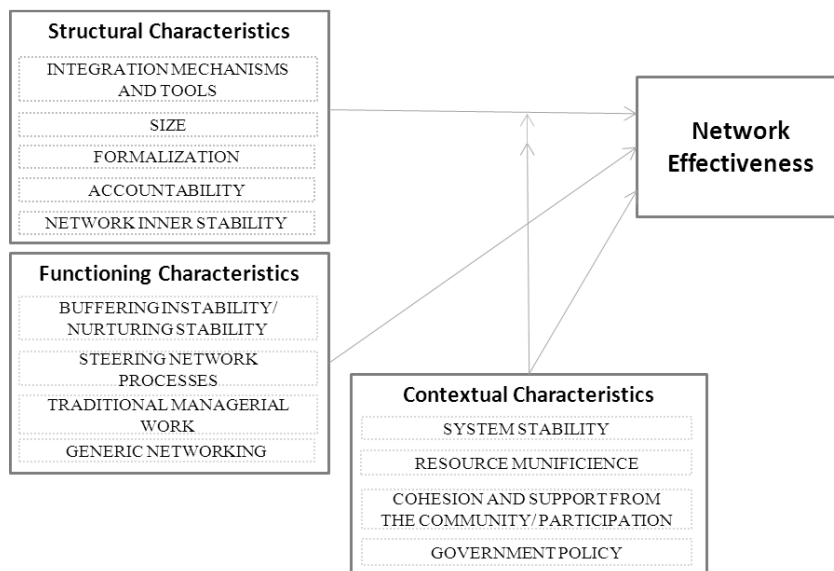 Structural Characteristics
INTEGRATION MECHANISMS
AND TOOLS
SIZE
FORMALIZATION
ACCOUNTABILITY
NETWORK INNER STABILITY
Network
Effectiveness
Functioning Characteristics
BUFFERING INSTABILITY/
NURTURING STABILITY
STEERING NETWORK
PROCESSES
TRADITIONAL MANAGERIAL
WORK
GENERIC NETWORKING
Contextual Characteristics
SYSTEM STABILITY
RESOURCE MUNIFICIENCE
COHESION AND SUPPORT FROM
THE COMMUNITY/ PARTICIPATION
GOVERNMENT POLICY